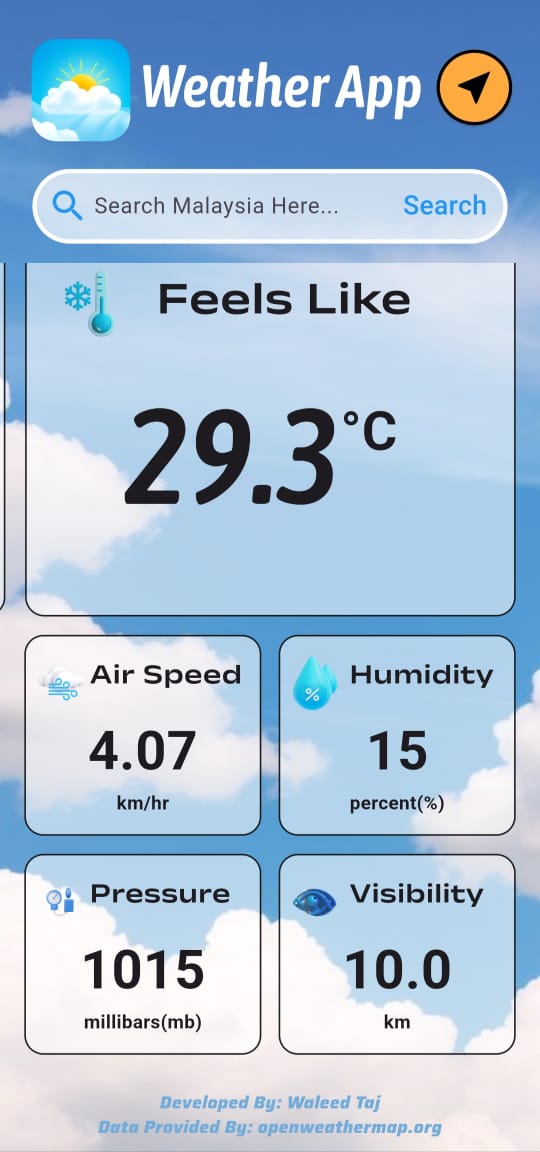 Weather App
Search Malaysia Here...
Search
Feels Like
29.3°C
Air Speed
4.07
km/hr
Humidity
%
15
percent(%)
Pressure
1015
millibars(mb)
Visibility
10.0
km
Developed By: Waleed Taj
Data Provided By: openweathermap.org